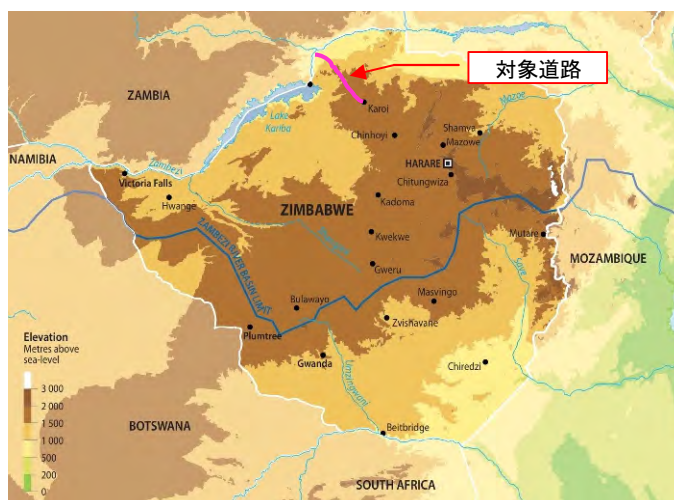 対象道路
ZAMBIA
Karoi
Lake
Kariba
Mazoe
Chinhoyi
Shamva
Mazowe
HARARE
NAMIBIA
Zambezi
Chitungwiza
Victoria Falls
Hwange
ZIMBABWE
Kadoma
ZAMBEZI RIVER BASIN LIMIT
Kwekwe
Mutare
Gweru
Save
MOZAMBIQUE
Bulawayo
Masvingo
Zvishavane
Plumtree
Elevation
Metres above
sea-level
Gwanda
Chiredzi
Umzingwani
3 000
2 000
1 500
1 000
500
200
0
BOTSWANA
Beitbridge
SOUTH AFRICA